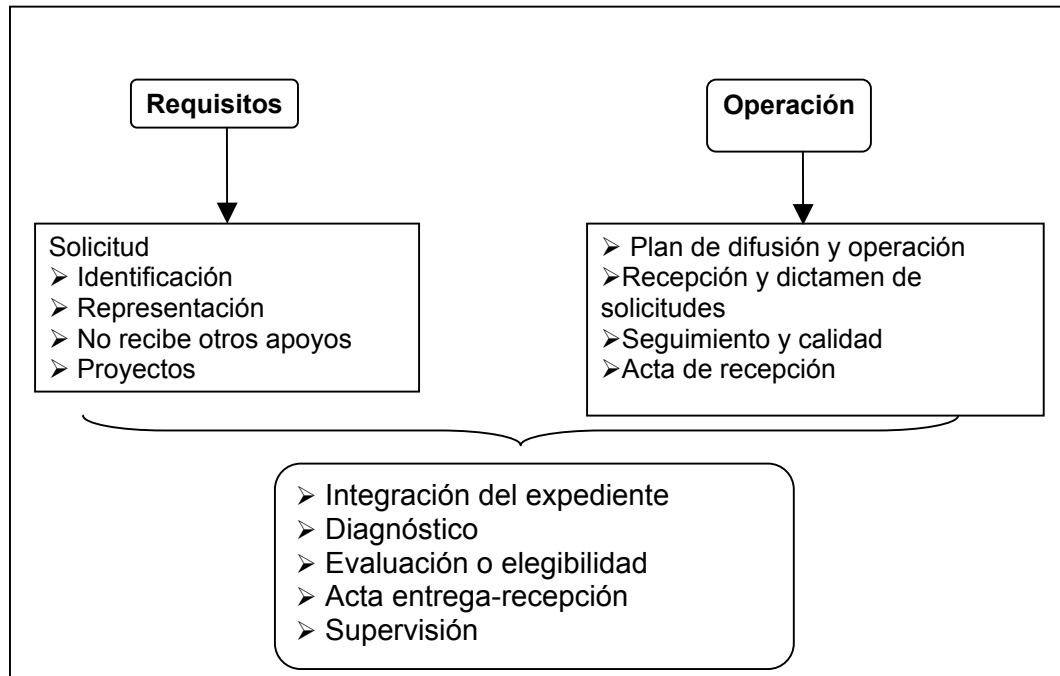 Requisitos
Operación
Solicitud
➢ Identificación
➢ Representación
➢ No recibe otros apoyos
➢ Proyectos
➢ Plan de difusión y operación
➢Recepción y dictamen de
solicitudes
➢Seguimiento y calidad
➢Acta de recepción
➢ Integración del expediente
➢ Diagnóstico
➢ Evaluación o elegibilidad
➢ Acta entrega-recepción
➢ Supervisión